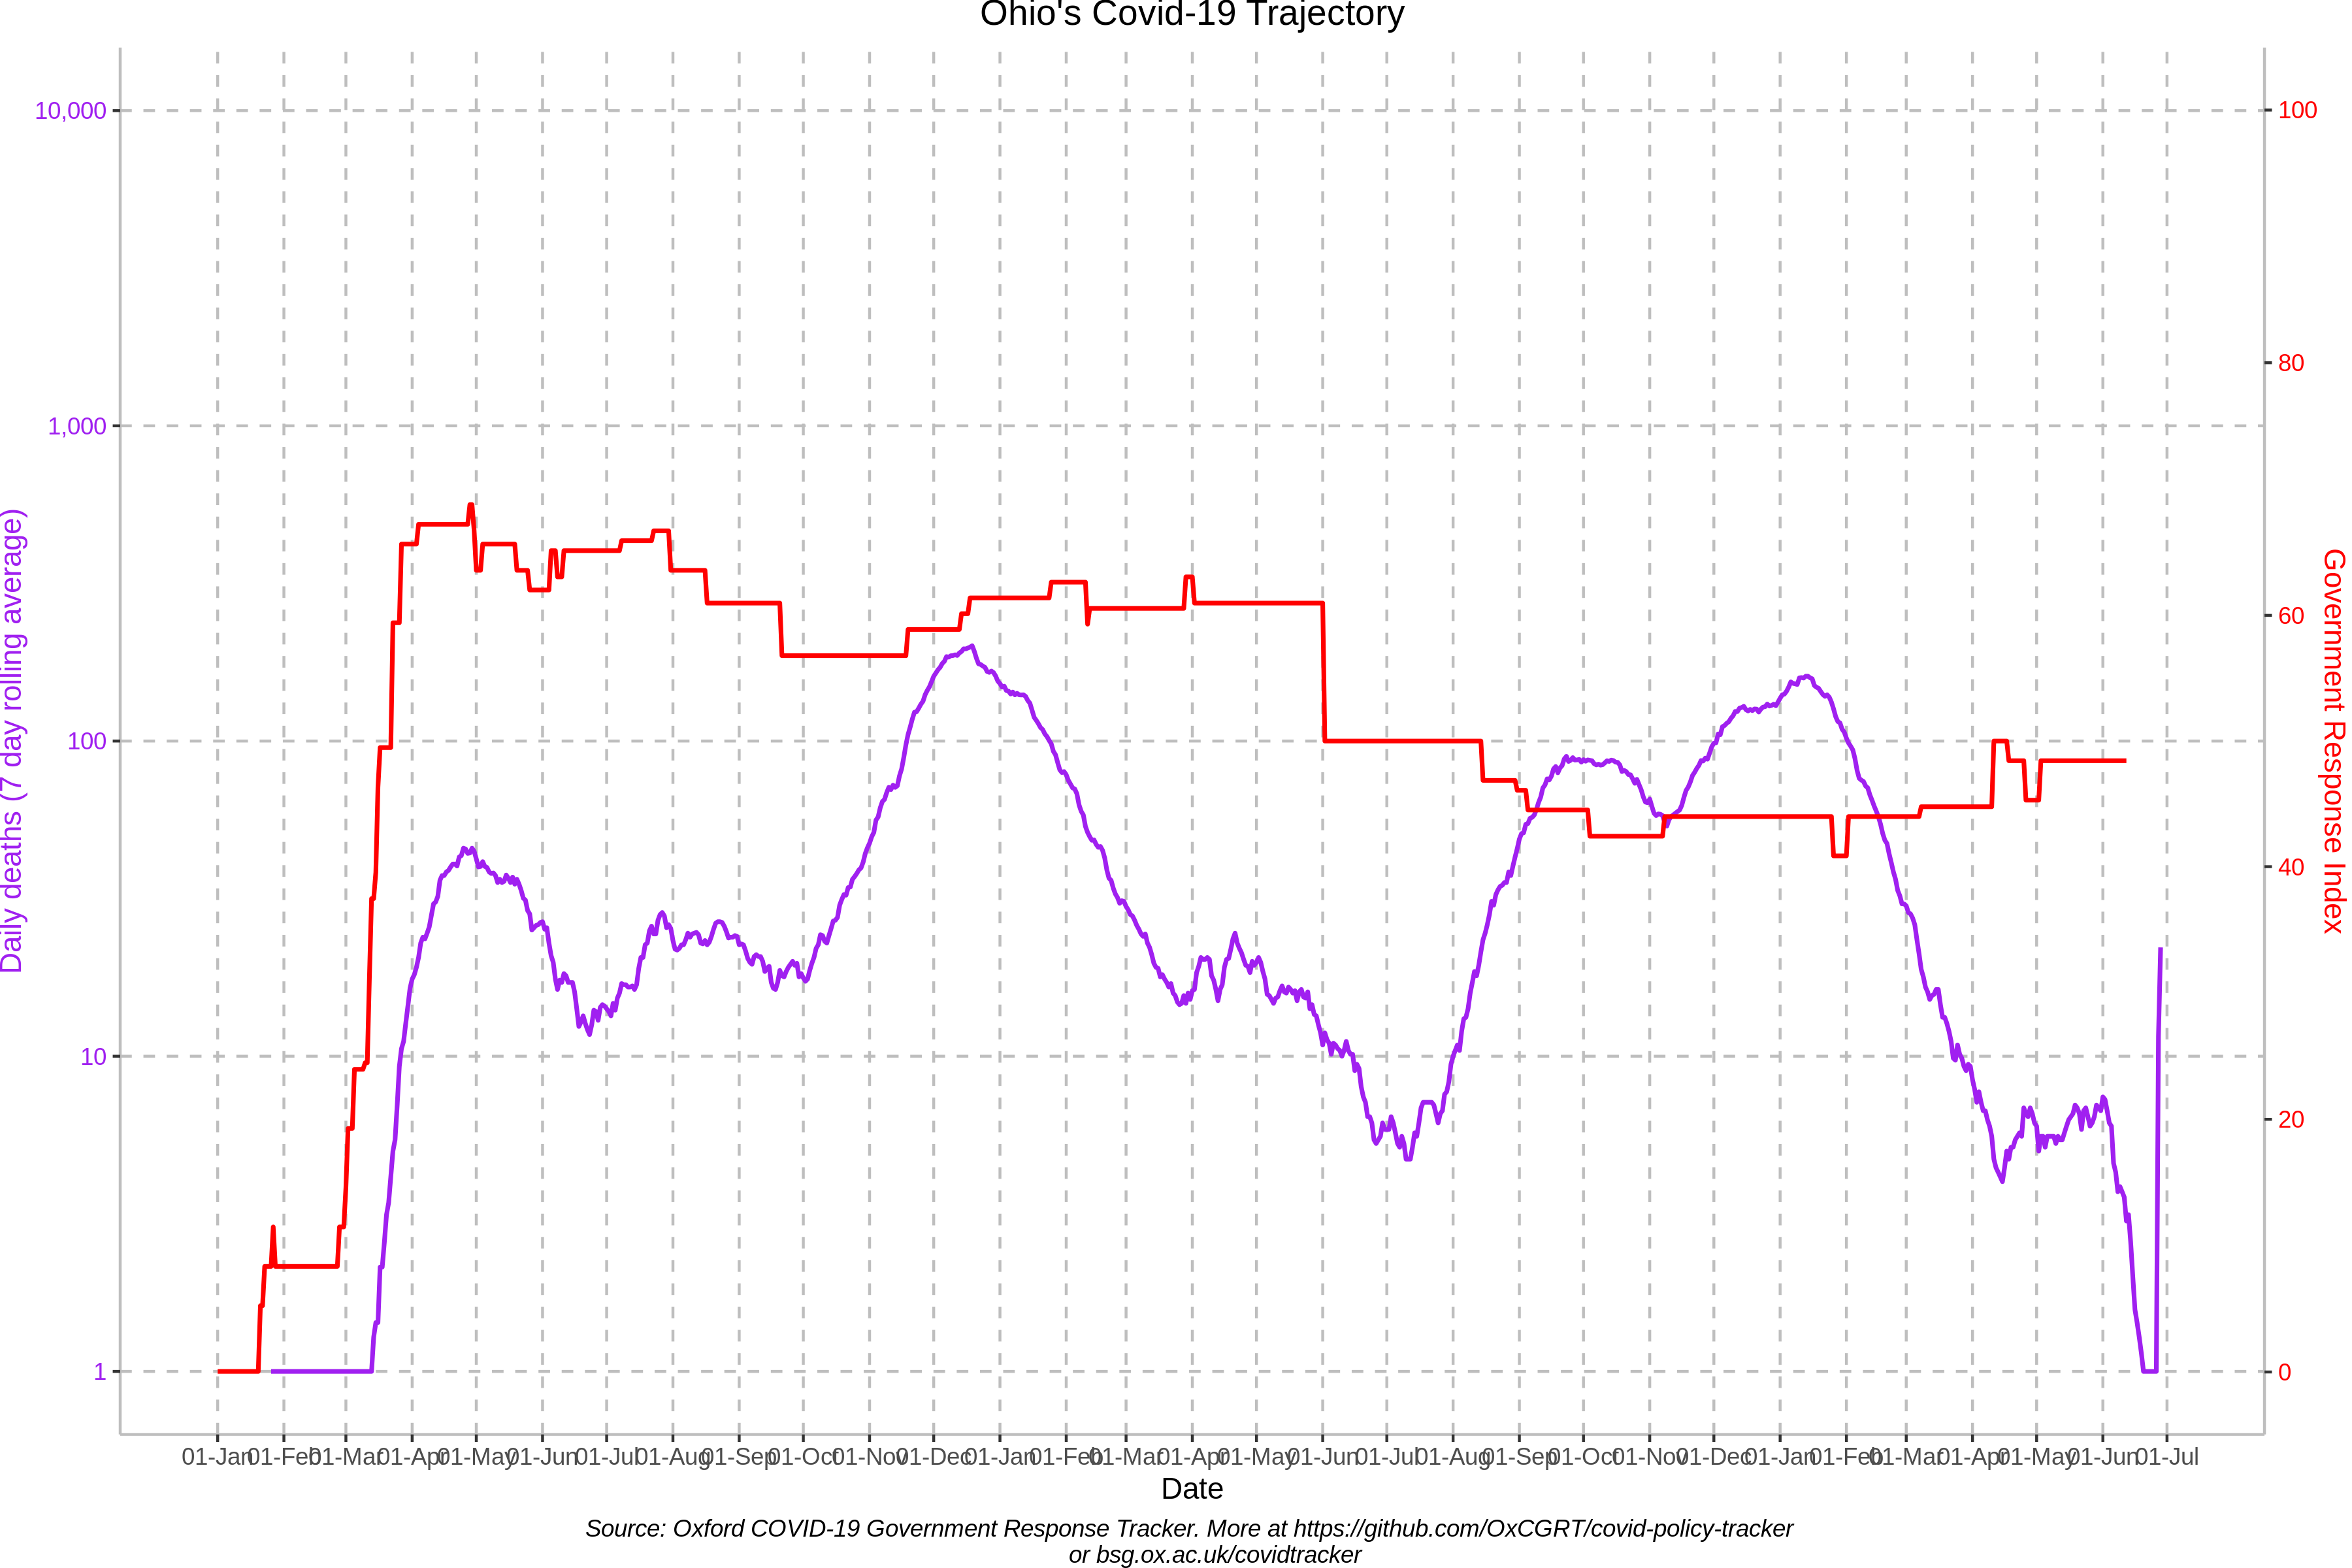 Ohio's Covid-19 Trajectory
10,000
1,000
100
10
1
Daily deaths (7 day rolling average)
100
80
60
40
20
0
Government Response Index
01-Jan 01-Feb 01-Mar 01-Apr 01-May 01-Jun 01-Jul 01-Aug 01-Sep 01-Oct 01-Nov 01-Dec 01-Jan 01-Feb 01-Mar 01-Apr 01-May 01-Jun 01-Jul 01-Aug 01-Sep 01-Oct 01-Nov 01-Dec 01-Jan 01-Feb 01-Mar 01-Apr 01-May 01-Jun 01-Jul
Date
Source: Oxford COVID-19 Government Response Tracker. More at https://github.com/OxCGRT/covid-policy-tracker
or bsg.ox.ac.uk/covidtracker